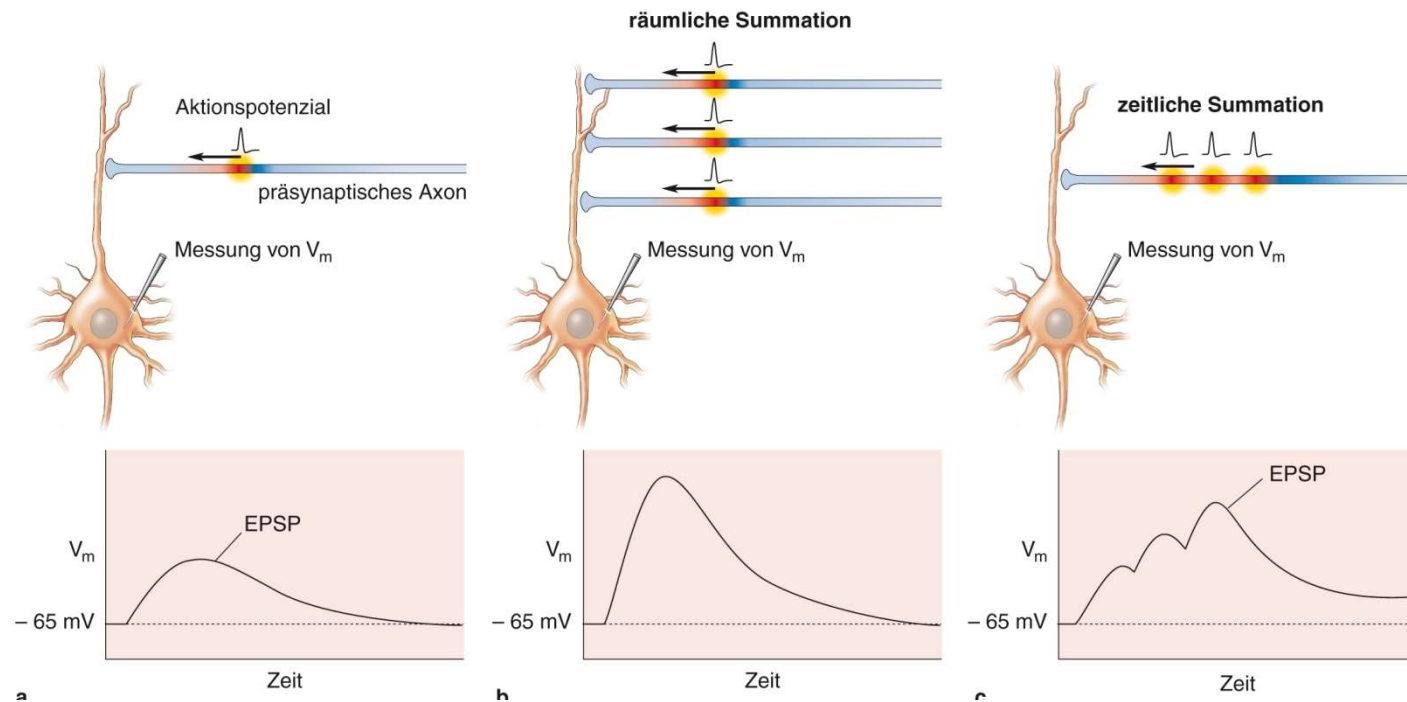 räumliche Summation
Aktionspotenzial
präsynaptisches Axon
Messung von Vm
Messung von Vm
zeitliche Summation
Messung von Vm
EPSP
Vm
– 65 mV
Zeit
a
Vm
– 65 mV
Zeit
b
EPSP
Vm
– 65 mV
Zeit
c